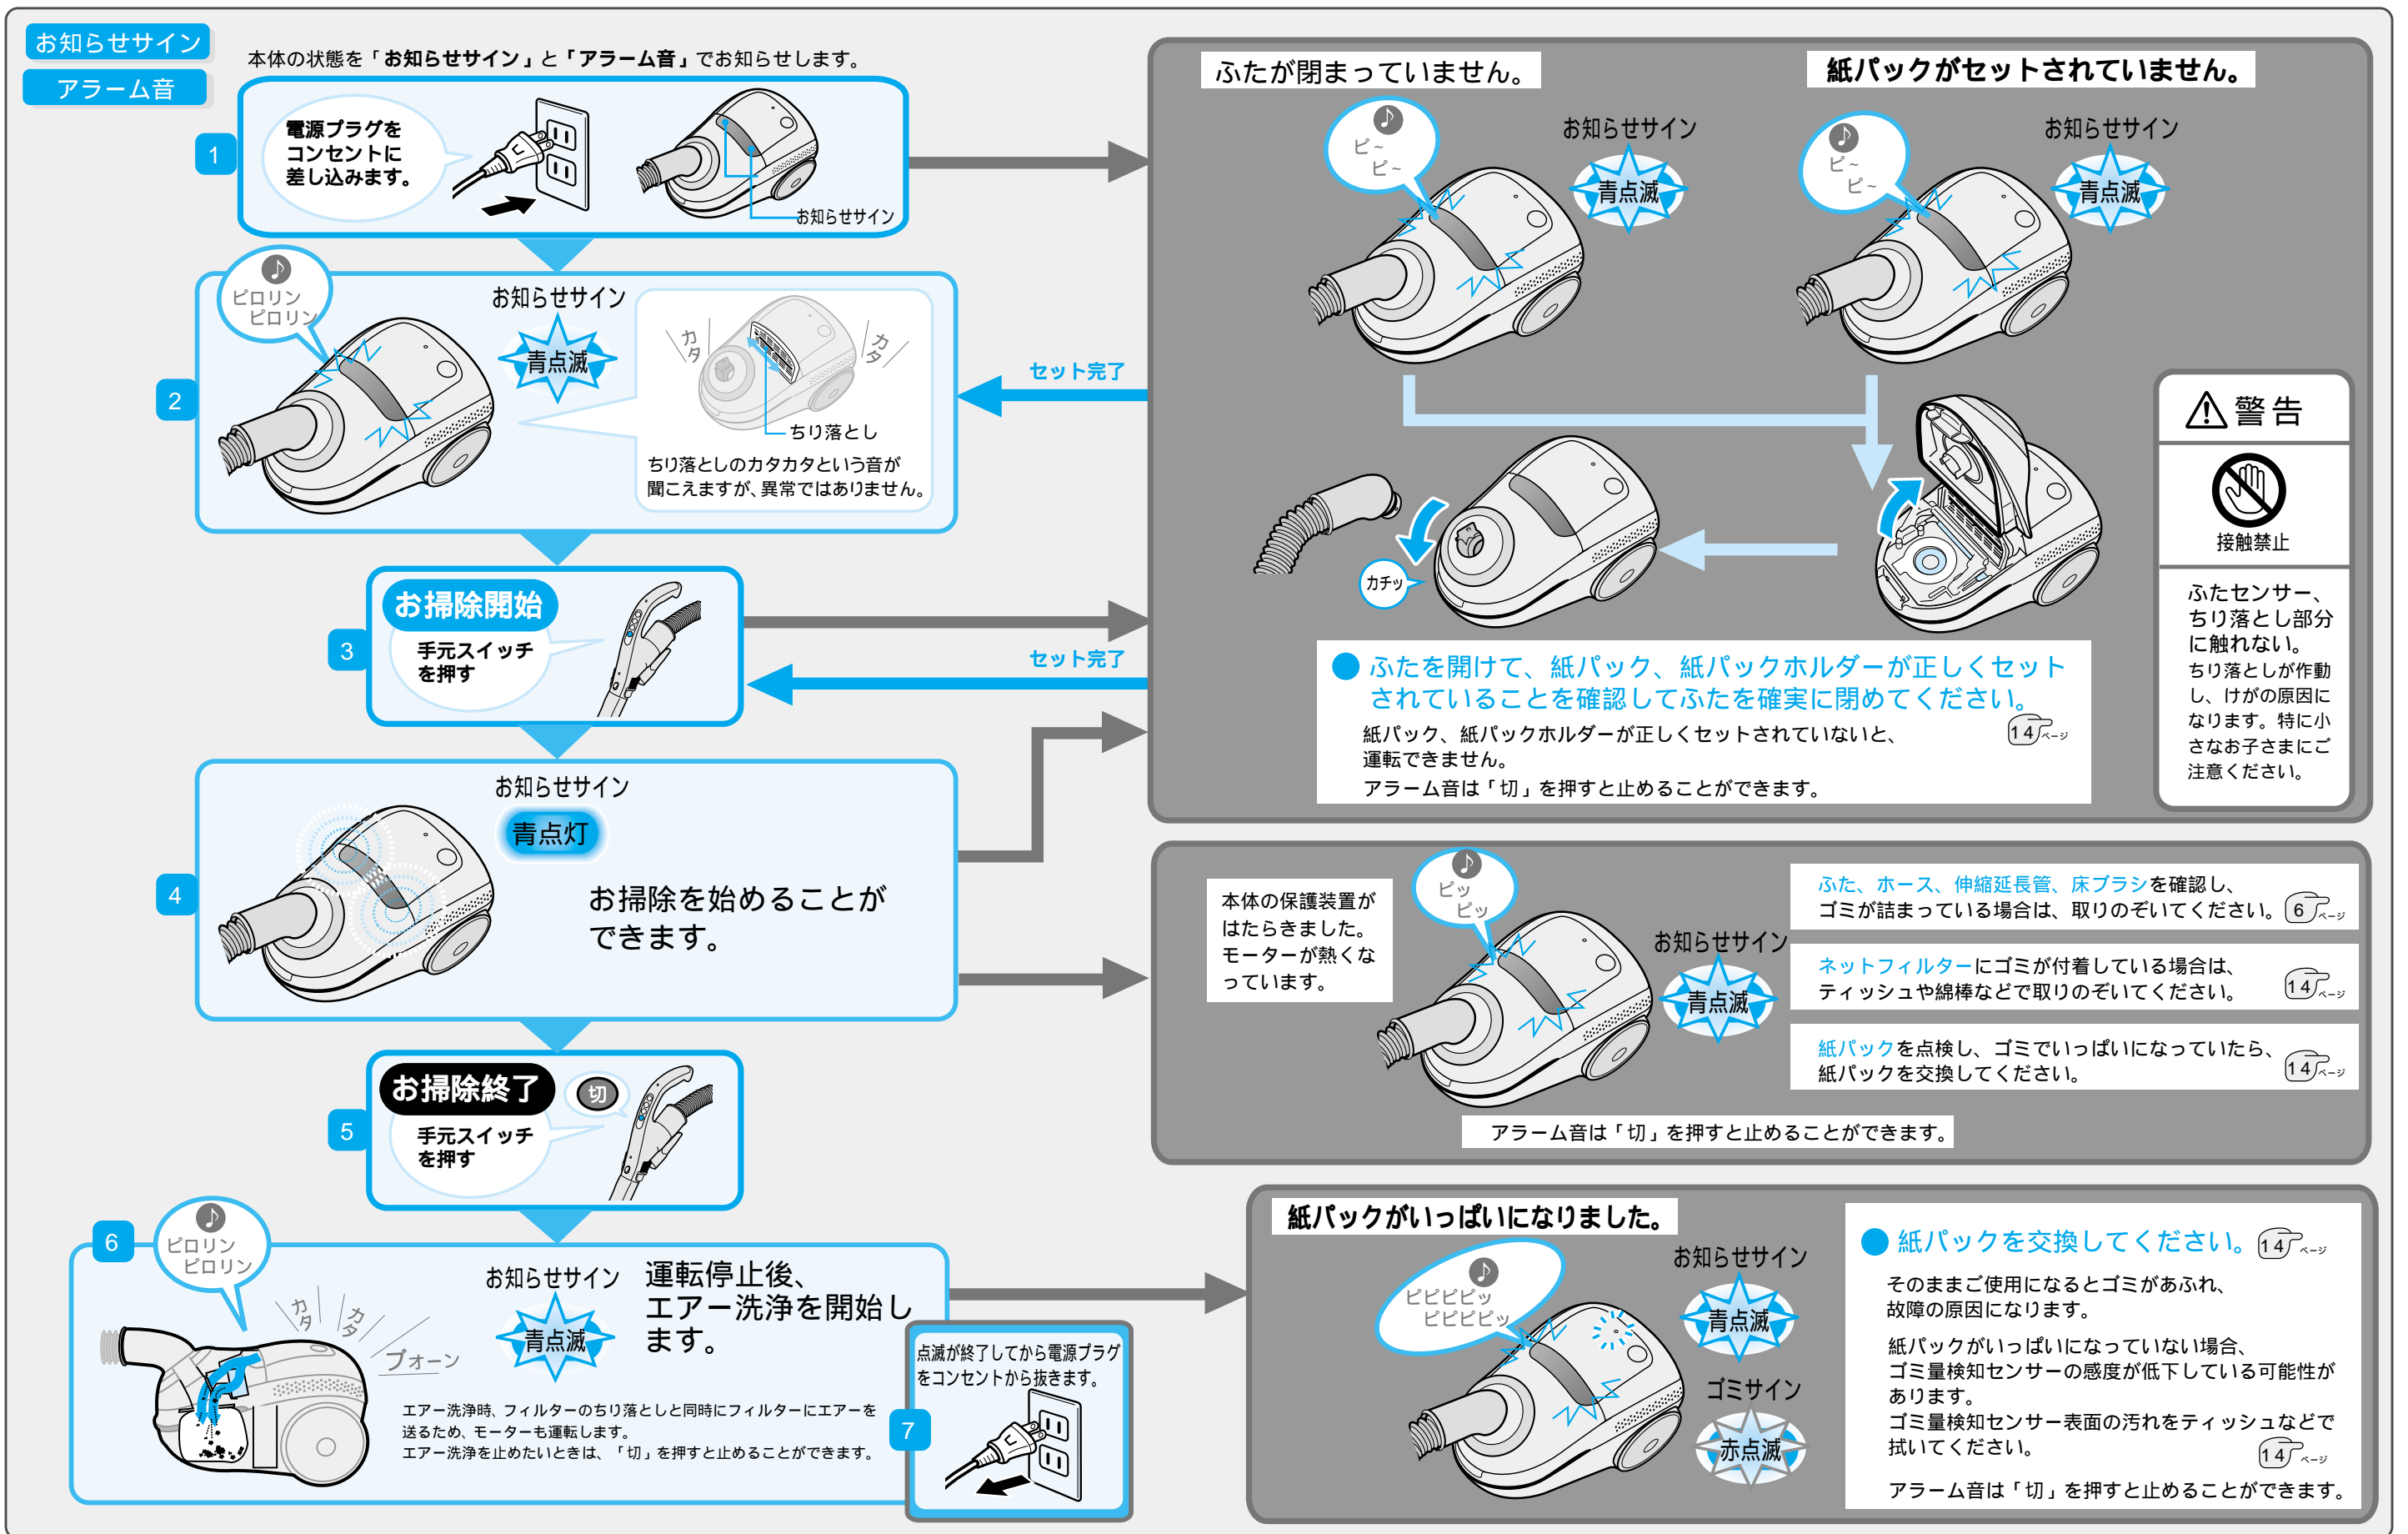 お知らせサイン
アラーム音
本体の状態を「お知らせサイン」と「アラーム音」でお知らせします。
1
電源プラグを
コンセントに
差し込みます。
お知らせサイン
2
ピロリン
ピロリン
お知らせサイン
青点滅
カタ
カタ
ちり落とし
ちり落としのカタカタという音が
聞こえますが、異常ではありません。
セット完了
3
お掃除開始
手元スイッチ
を押す
セット完了
4
お知らせサイン
青点灯
お掃除を始めることが
できます。
5
お掃除終了
切
手元スイッチ
を押す
6
ピロリン
ピロリン
カタ
カタ
ブォーン
お知らせサイン
青点滅
運転停止後、
エアー洗浄を開始し
ます。
エアー洗浄時、フィルターのちり落としと同時にフィルターにエアーを
送るため、モーターも運転します。
エアー洗浄を止めたいときは、「切」を押すと止めることができます。
7
点滅が終了してから電源プラグ
をコンセントから抜きます。
ふたが閉まっていません。
ピ~
ピ~
お知らせサイン
青点滅
紙パックがセットされていません。
ピ~
ピ~
お知らせサイン
青点滅
カチッ
●ふたを開けて、紙パック、紙パックホルダーが正しくセット
されていることを確認してふたを確実に閉めてください。
紙パック、紙パックホルダーが正しくセットされていないと、
運転できません。
14ページ
アラーム音は「切」を押すと止めることができます。
警告
接触禁止
ふたセンサー、
ちり落とし部分
に触れない。
ちり落としが作動
し、けがの原因に
なります。特に小
さなお子さまにご
注意ください。
本体の保護装置が
はたらきました。
モーターが熱くな
っています。
ピッ
ピッ
お知らせサイン
青点滅
ふた、ホース、伸縮延長管、床ブラシを確認し、
ゴミが詰まっている場合は、取りのぞいてください。 6ページ
ネットフィルターにゴミが付着している場合は、
ティッシュや綿棒などで取りのぞいてください。 14ページ
紙パックを点検し、ゴミでいっぱいになっていたら、
紙パックを交換してください。 14ページ
アラーム音は「切」を押すと止めることができます。
紙パックがいっぱいになりました。
ピピピピッ
ピピピピッ
お知らせサイン
青点滅
ゴミサイン
赤点滅
●紙パックを交換してください。 14ページ
そのままご使用になるとゴミがあふれ、
故障の原因になります。
紙パックがいっぱいになっていない場合、
ゴミ量検知センサーの感度が低下している可能性が
あります。
ゴミ量検知センサー表面の汚れをティッシュなどで
拭いてください。 14ページ
アラーム音は「切」を押すと止めることができます。